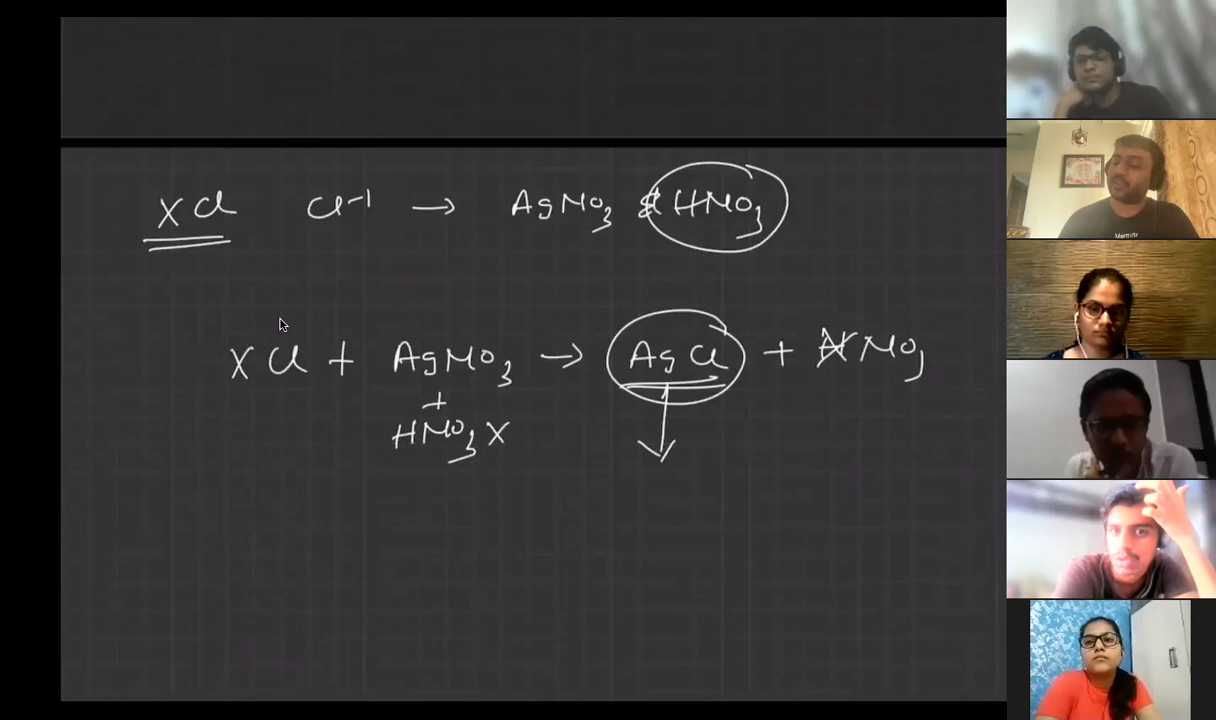 XCl Cl-1 → AgNO3 & HNO3
XCl + AgNO3 → AgCl + XNO3
+
HNO3 X